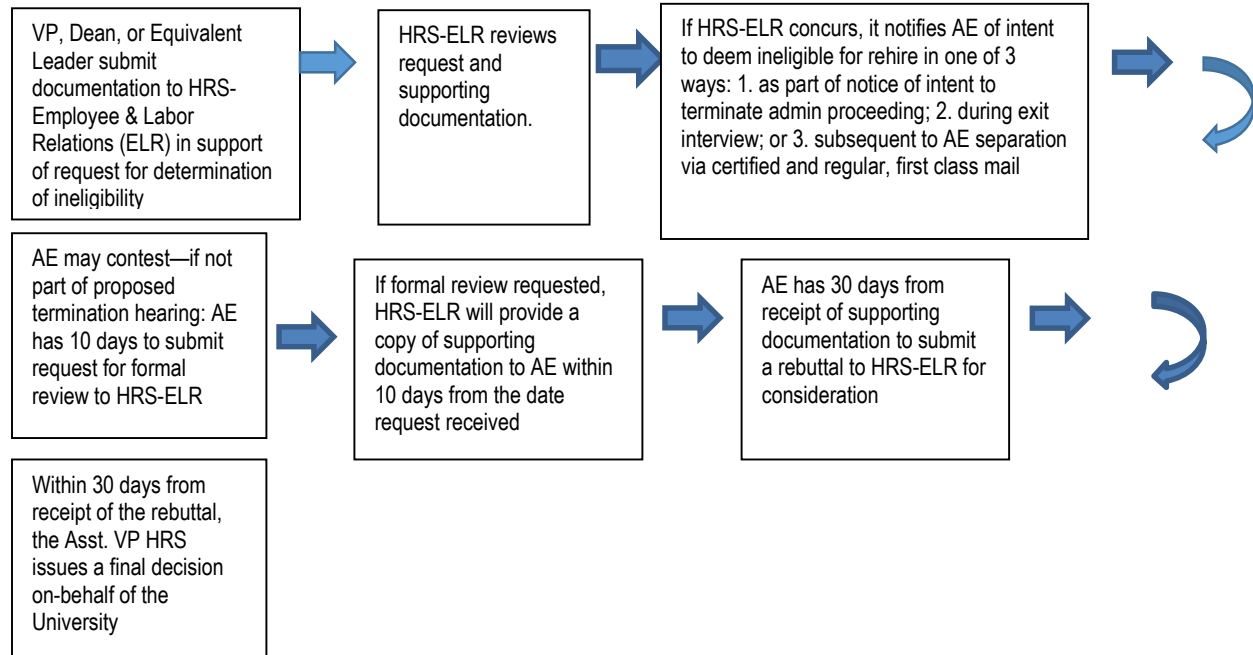 VP, Dean, or Equivalent
Leader submit
documentation to HRS-
Employee & Labor
Relations (ELR) in support
of request for determination
of ineligibility
HRS-ELR reviews
request and
supporting
documentation.
If HRS-ELR concurs, it notifies AE of intent
to deem ineligible for rehire in one of 3
ways: 1. as part of notice of intent to
terminate admin proceeding; 2. during exit
interview; or 3. subsequent to AE separation
via certified and regular, first class mail
AE may contest—if not
part of proposed
termination hearing: AE
has 10 days to submit
request for formal
review to HRS-ELR
If formal review requested,
HRS-ELR will provide a
copy of supporting
documentation to AE within
10 days from the date
request received
AE has 30 days from
receipt of supporting
documentation to submit
a rebuttal to HRS-ELR for
consideration
Within 30 days from
receipt of the rebuttal,
the Asst. VP HRS
issues a final decision
on-behalf of the
University